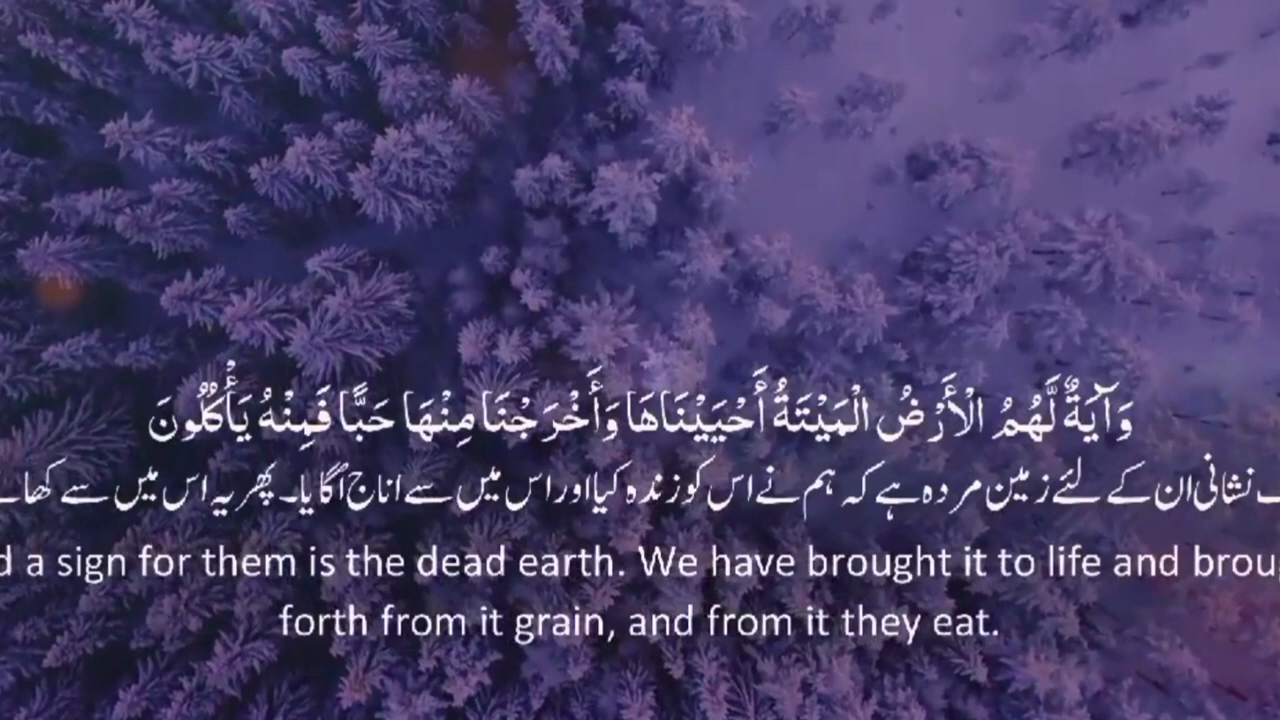 وَآيَةٌ لَّهُمُ الْأَرْضُ الْمَيْتَةُ أَحْيَيْنَاهَا وَأَخْرَجْنَا مِنْهَا حَبًّا فَمِنْهُ يَأْكُلُونَ
نشانی ان کے لئے زمین مردہ ہے کہ ہم نے اس کو زندہ کیا اور اس میں سے اناج اگایا۔ پھر یہ اس میں سے
d a sign for them is the dead earth. We have brought it to life and brou
forth from it grain, and from it they eat.